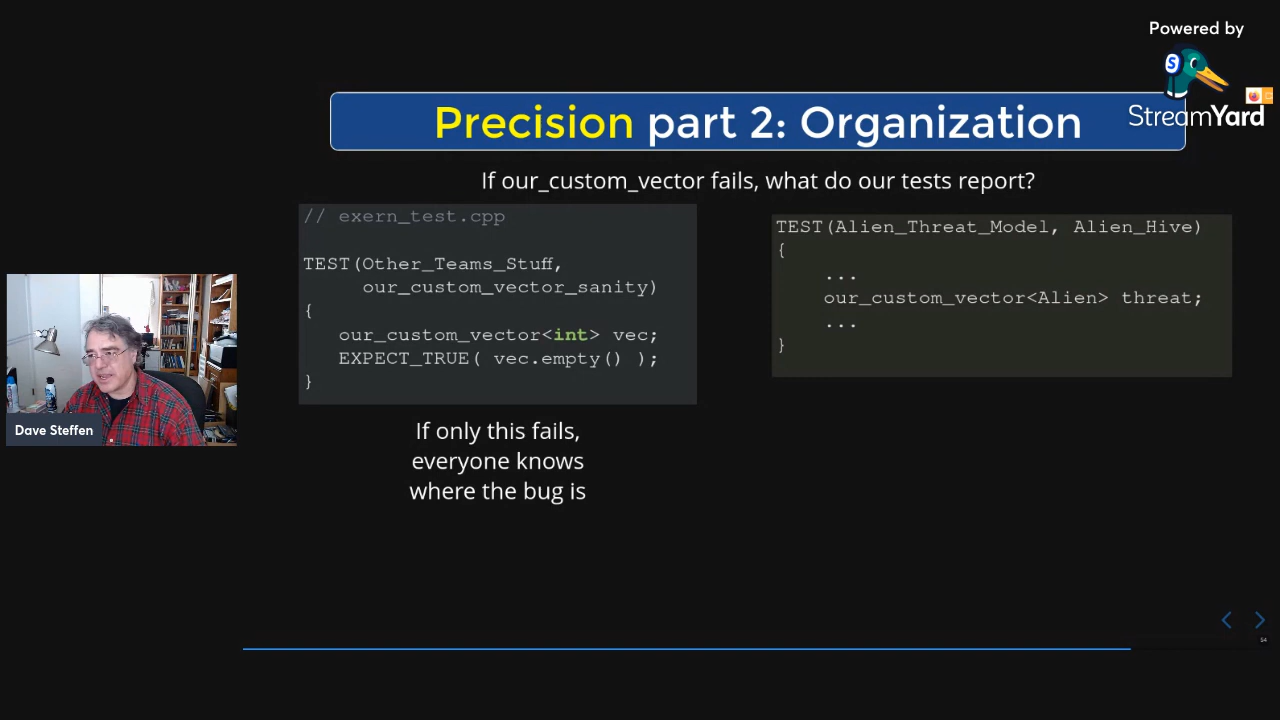 Powered by
S
StreamYard
Precision part 2: Organization
If our_custom_vector fails, what do our tests report?
// exern_test.cpp
TEST(Other_Teams_Stuff,
our_custom_vector_sanity)
{
our_custom_vector<int> vec;
EXPECT_TRUE( vec.empty() );
}
TEST(Alien_Threat_Model, Alien_Hive)
{
...
our_custom_vector<Alien> threat;
...
}
Dave Steffen
If only this fails,
everyone knows
where the bug is
54